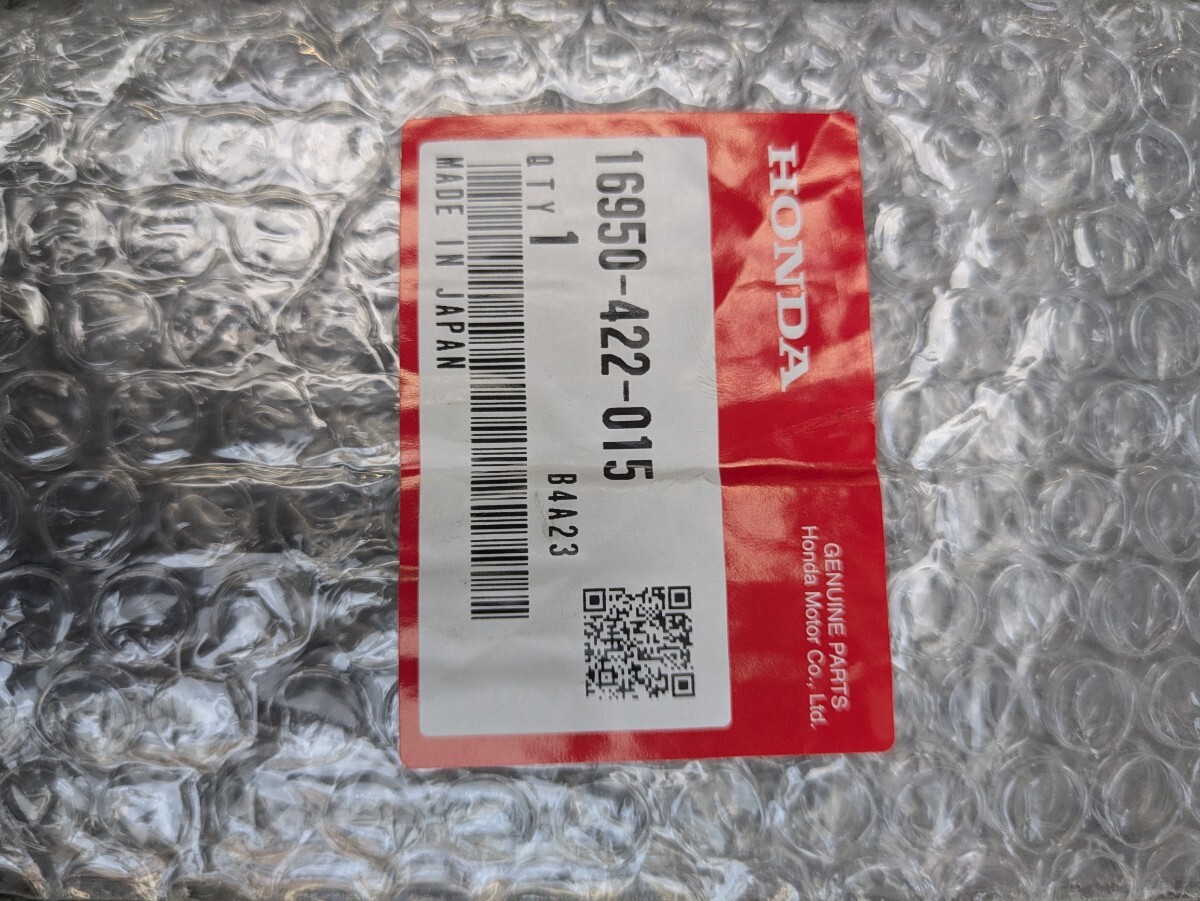 HONDA
GENUINE PARTS
Honda Motor Co., Ltd.
16950-422-015
B4A23
QTY 1
MADE IN JAPAN